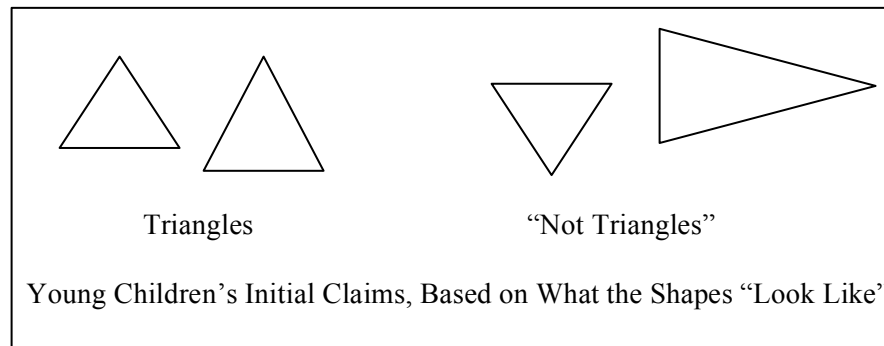 Triangles “Not Triangles”
Young Children’s Initial Claims, Based on What the Shapes “Look Like”